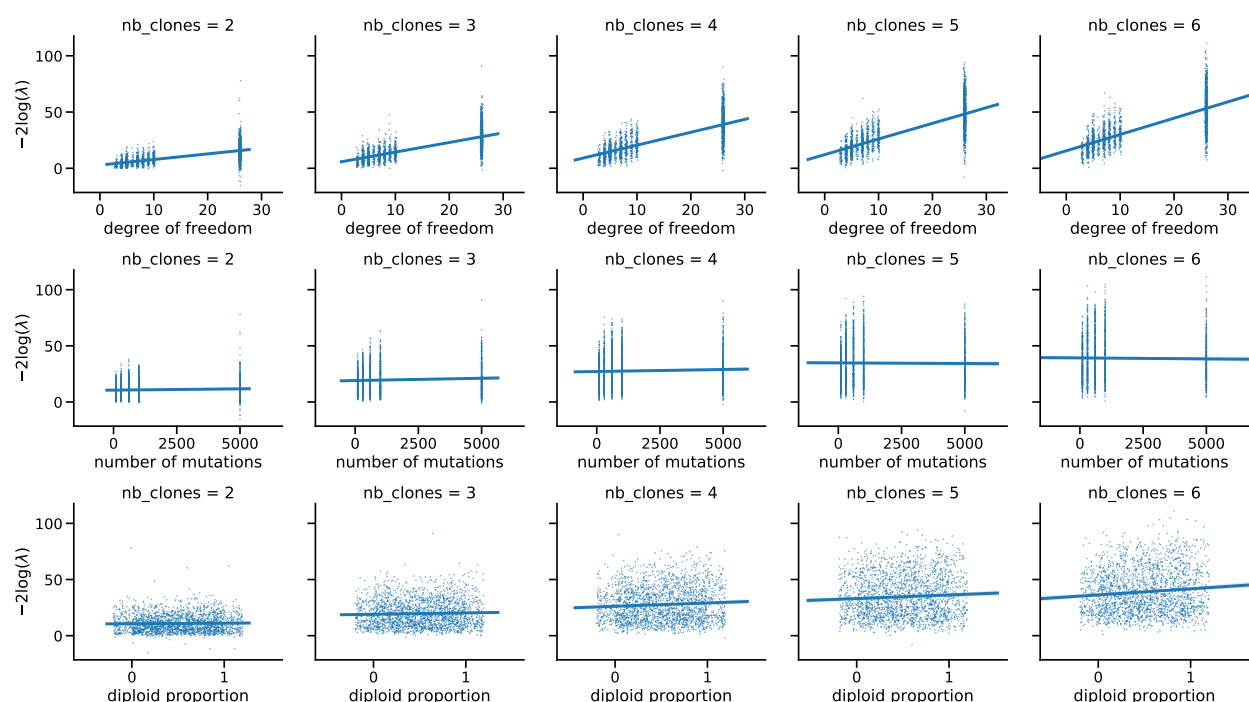 nb_clones = 2 nb_clones = 3 nb_clones = 4 nb_clones = 5 nb_clones = 6
100
50
0
−2log(λ)
0 10 20 30 0 10 20 30 0 10 20 30 0 10 20 30 0 10 20 30
degree of freedom degree of freedom degree of freedom degree of freedom degree of freedom
nb_clones = 2 nb_clones = 3 nb_clones = 4 nb_clones = 5 nb_clones = 6
100
50
0
−2log(λ)
0 2500 5000 0 2500 5000 0 2500 5000 0 2500 5000 0 2500 5000
number of mutations number of mutations number of mutations number of mutations number of mutations
nb_clones = 2 nb_clones = 3 nb_clones = 4 nb_clones = 5 nb_clones = 6
100
50
0
−2log(λ)
0 1 0 1 0 1 0 1 0 1
diploid proportion diploid proportion diploid proportion diploid proportion diploid proportion